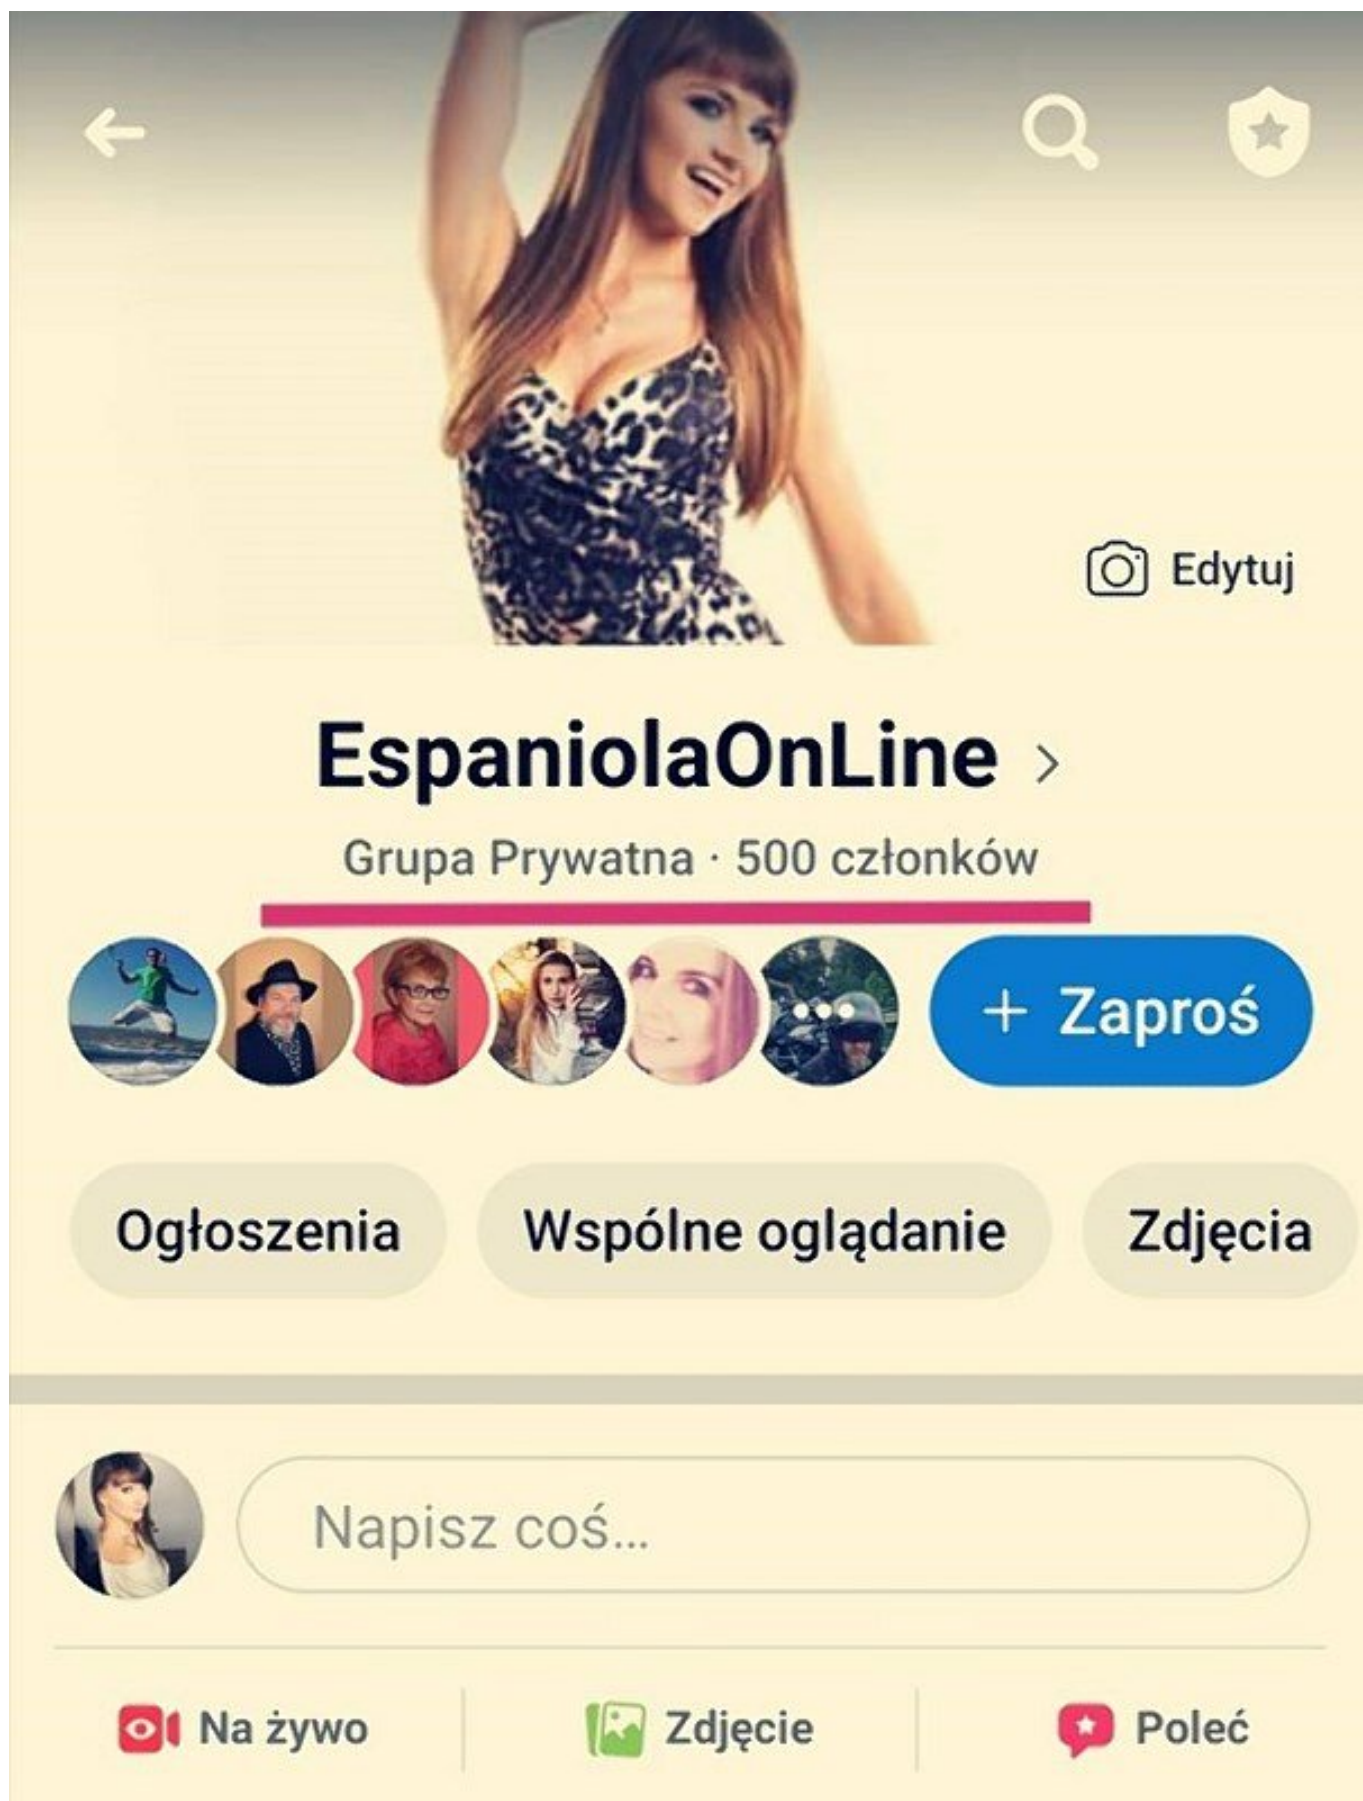 Edytuj
EspaniolaOnLine
Grupa Prywatna · 500 członków
+ Zaproś
Ogłoszenia
Wspólne oglądanie
Zdjęcia
Napisz coś...
Na żywo
Zdjęcie
Poleć